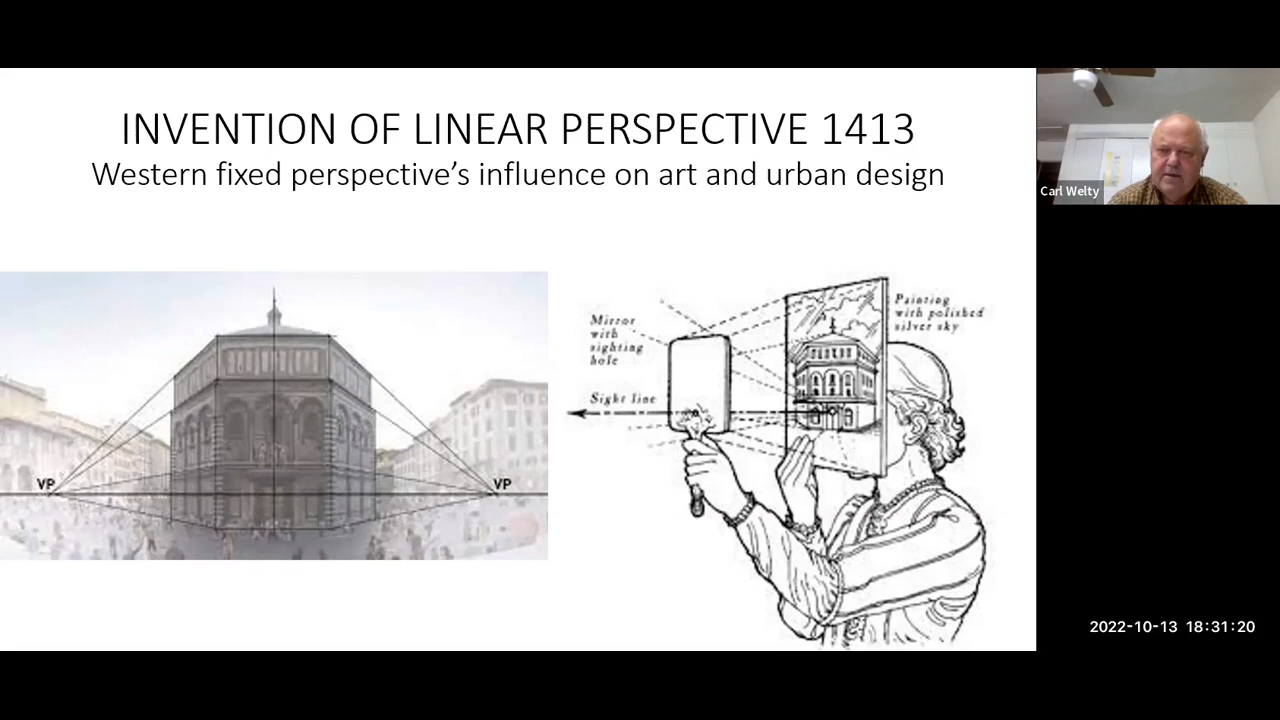 INVENTION OF LINEAR PERSPECTIVE 1413
Western fixed perspective’s influence on art and urban design
VP
VP
Mirror
with
sighting
hole
Sight line
Painting
with polished
silver sky
Carl Welty
2022-10-13 18:31:20